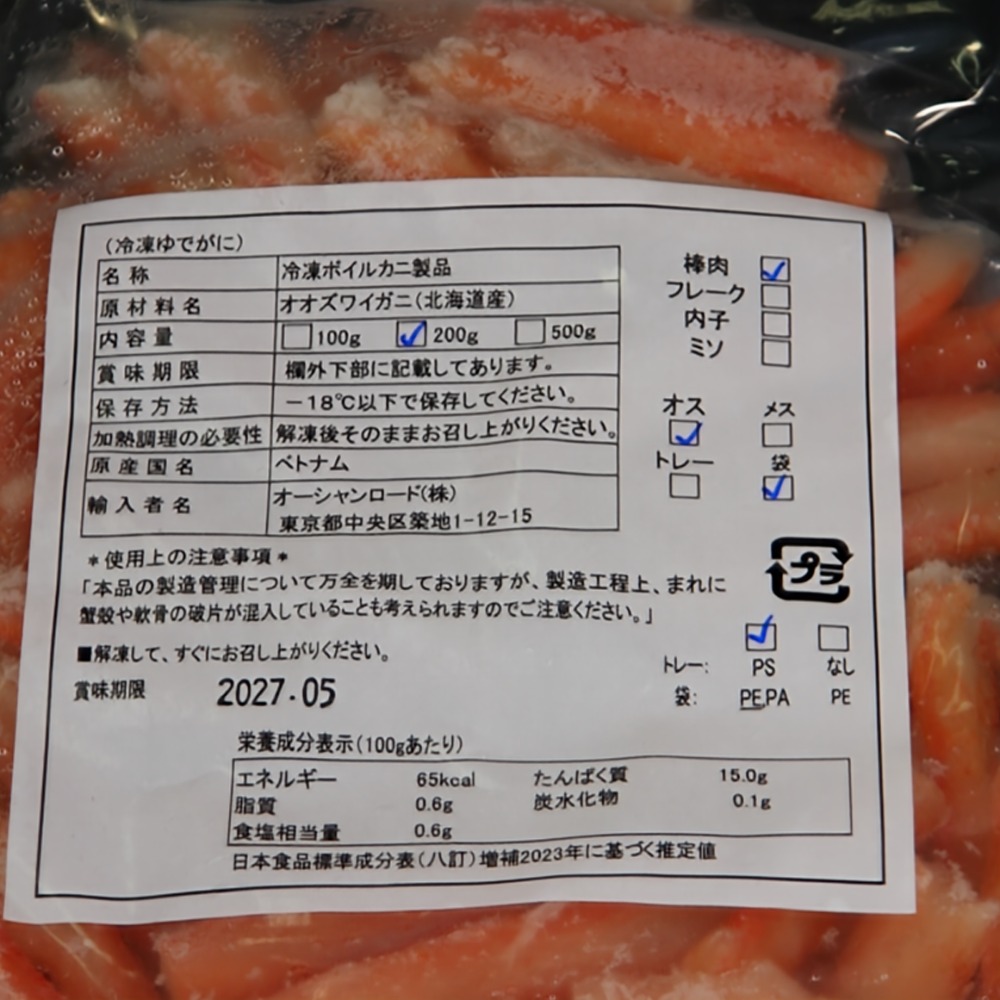 (冷凍ゆでがに)
名称 冷凍ボイルカニ製品
原材料名 オオズワイガニ(北海道産)
内容量 □100g ☑200g □500g
賞味期限 欄外下部に記載してあります。
保存方法 －18℃以下で保存してください。
加熱調理の必要性 解凍後そのままお召し上がりください。
原産国名 ベトナム
輸入者名 オーシャンロード(株)
東京都中央区築地1-12-15
棒肉 ☑
フレーク □
内子 □
ミソ □
オス メス
☑ □
トレー 袋
□ ☑
＊使用上の注意事項＊
「本品の製造管理について万全を期しておりますが、製造工程上、まれに
蟹殻や軟骨の破片が混入していることも考えられますのでご注意ください。」
■解凍して、すぐにお召し上がりください。
賞味期限 2027.05
プラ
☑ □
トレー: PS なし
袋: PE,PA PE
栄養成分表示(100gあたり)
エネルギー 65kcal たんぱく質 15.0g
脂質 0.6g 炭水化物 0.1g
食塩相当量 0.6g
日本食品標準成分表(八訂)増補2023年に基づく推定値